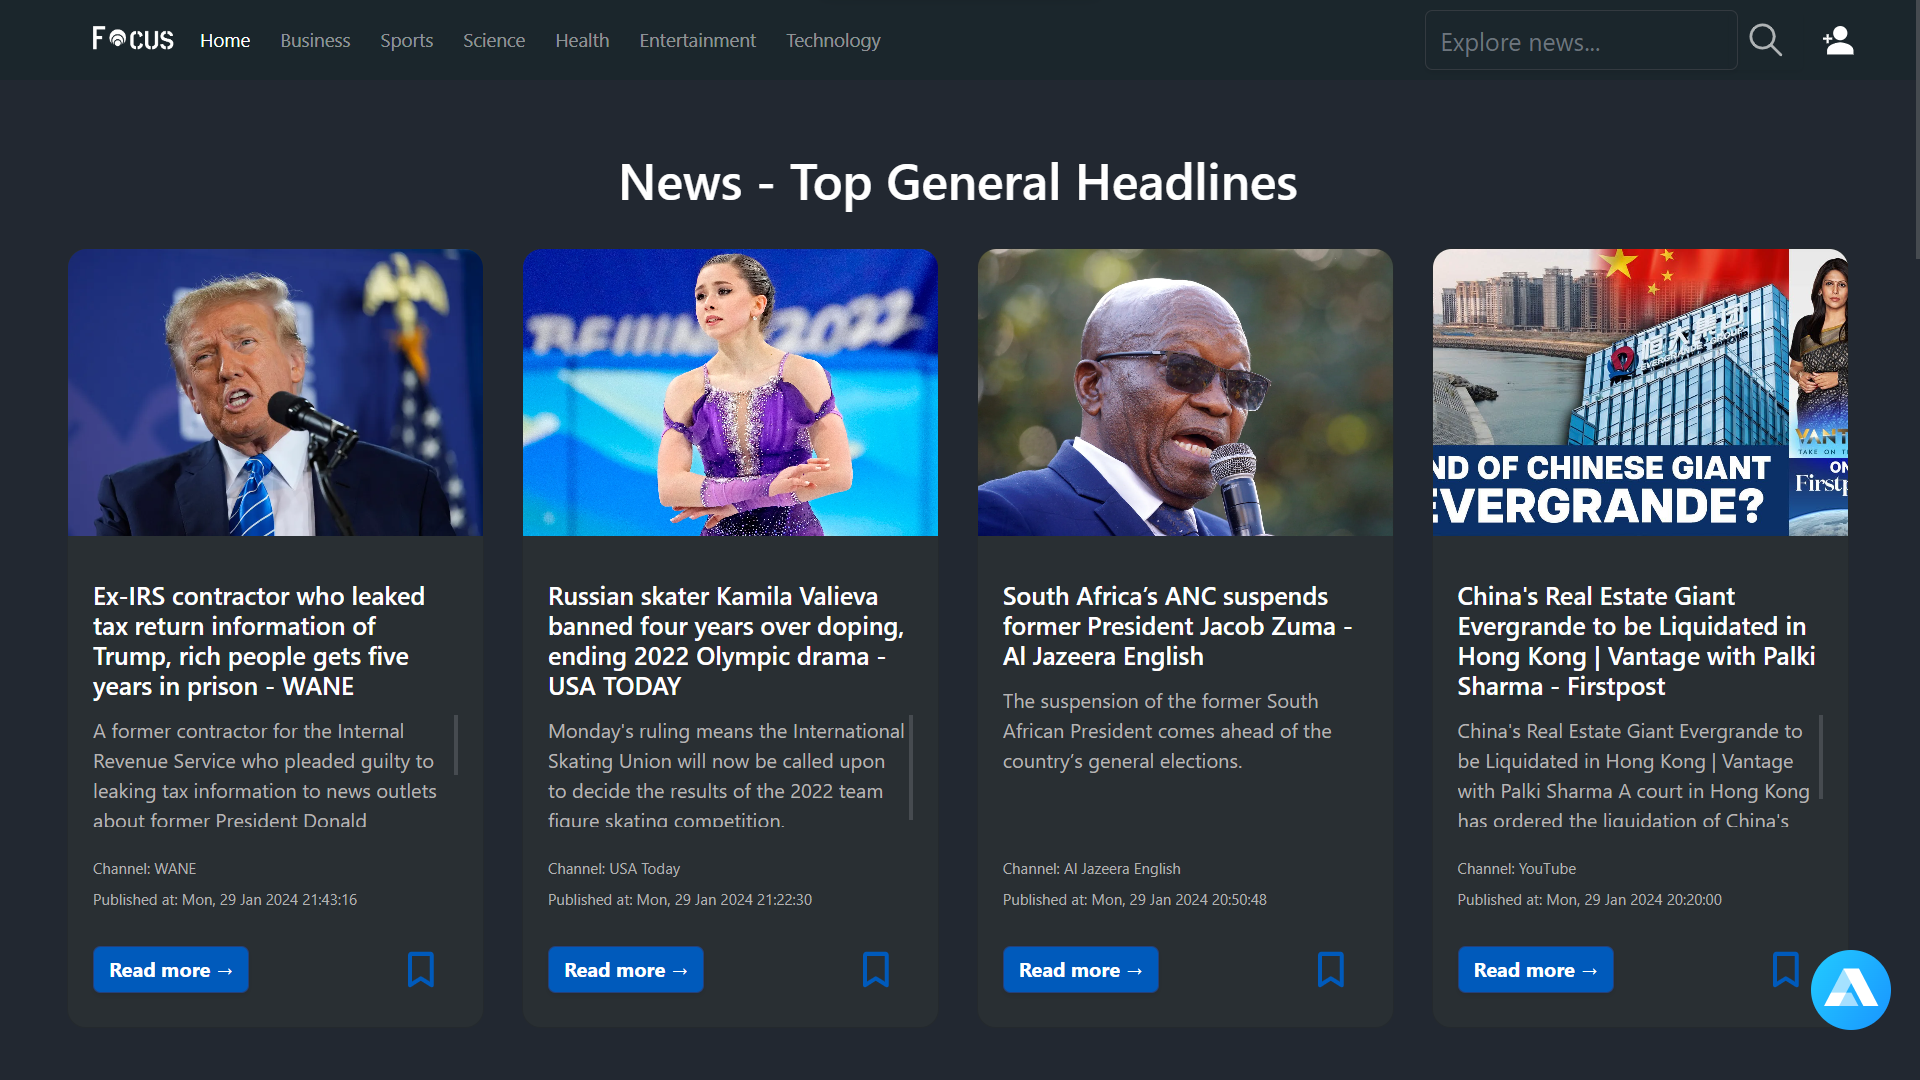 FOCUS Home Business Sports Science Health Entertainment Technology Explore news...
News - Top General Headlines
BEIJING 2022
恒大集团
EVERGRANDE GROUP
VANT
TAKE ON T
ND OF CHINESE GIANT
EVERGRANDE?
ON
Firstp
Ex-IRS contractor who leaked
tax return information of
Trump, rich people gets five
years in prison - WANE
A former contractor for the Internal
Revenue Service who pleaded guilty to
leaking tax information to news outlets
about former President Donald
Channel: WANE
Published at: Mon, 29 Jan 2024 21:43:16
Read more →
Russian skater Kamila Valieva
banned four years over doping,
ending 2022 Olympic drama -
USA TODAY
Monday's ruling means the International
Skating Union will now be called upon
to decide the results of the 2022 team
figure skating competition.
Channel: USA Today
Published at: Mon, 29 Jan 2024 21:22:30
Read more →
South Africa’s ANC suspends
former President Jacob Zuma -
Al Jazeera English
The suspension of the former South
African President comes ahead of the
country’s general elections.
Channel: Al Jazeera English
Published at: Mon, 29 Jan 2024 20:50:48
Read more →
China's Real Estate Giant
Evergrande to be Liquidated in
Hong Kong | Vantage with Palki
Sharma - Firstpost
China's Real Estate Giant Evergrande to
be Liquidated in Hong Kong | Vantage
with Palki Sharma A court in Hong Kong
has ordered the liquidation of China's
Channel: YouTube
Published at: Mon, 29 Jan 2024 20:20:00
Read more →